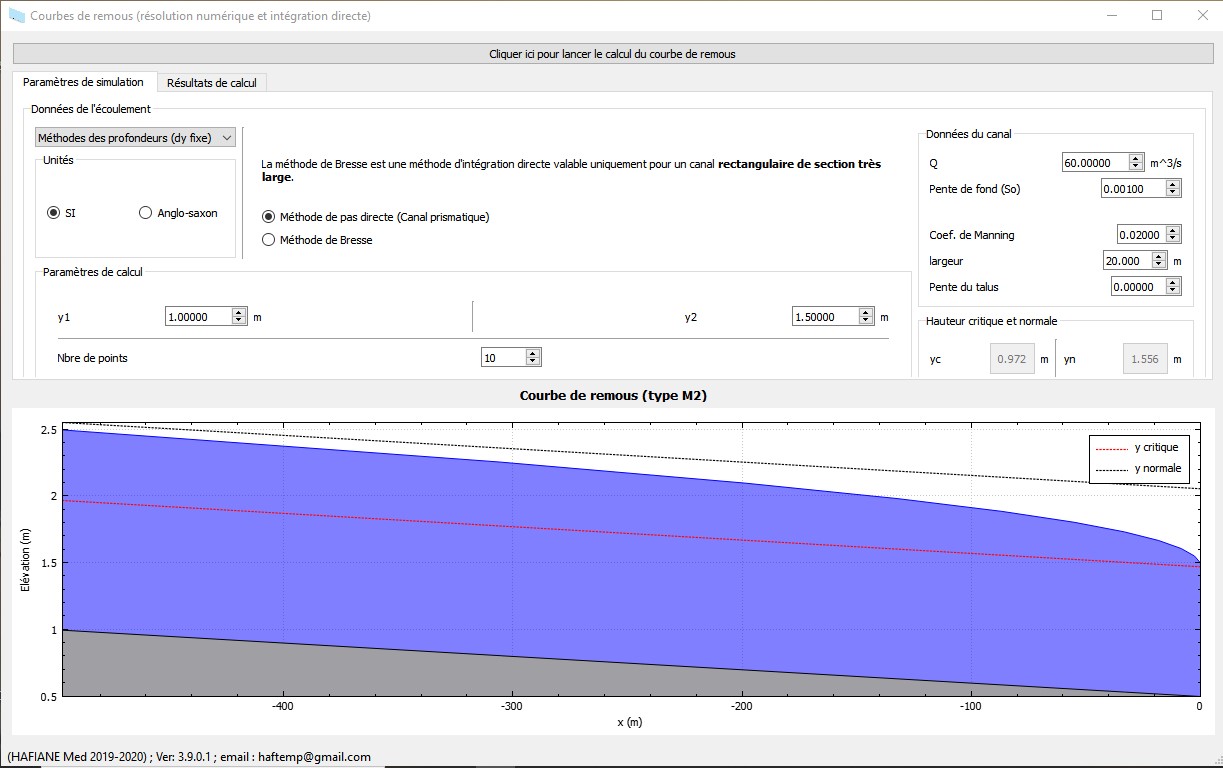 Courbes de remous (résolution numérique et intégration directe)
Cliquer ici pour lancer le calcul du courbe de remous
Paramètres de simulation
Résultats de calcul
Données de l'écoulement
Méthodes des profondeurs (dy fixe)
Unités
SI
Anglo-saxon
La méthode de Bresse est une méthode d'intégration directe valable uniquement pour un canal rectangulaire de section très
large.
Méthode de pas directe (Canal prismatique)
Méthode de Bresse
Paramètres de calcul
y1
1.00000
m
y2
1.50000
m
Nbre de points
10
Données du canal
Q
60.00000
m^3/s
Pente de fond (So)
0.00100
Coef. de Manning
0.02000
largeur
20.000
m
Pente du talus
0.00000
Hauteur critique et normale
yc
0.972
m
yn
1.556
m
Courbe de remous (type M2)
y critique
y normale
Elévation (m)
2.5
2
1.5
1
0.5
-400
-300
-200
-100
0
x (m)
(HAFIANE Med 2019-2020) ; Ver: 3.9.0.1 ; email : haftemp@gmail.com